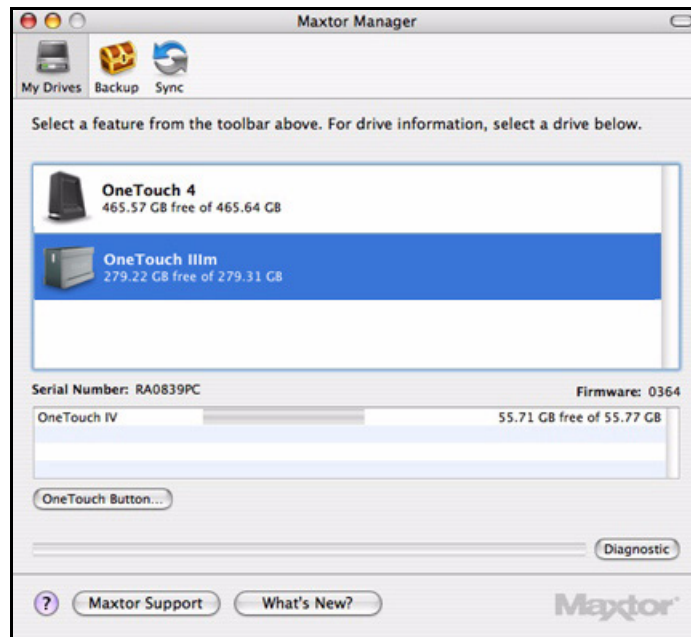 Maxtor Manager
My Drives Backup Sync
Select a feature from the toolbar above. For drive information, select a drive below.
OneTouch 4
465.57 GB free of 465.64 GB
OneTouch IIIm
279.22 GB free of 279.31 GB
Serial Number: RA0839PC Firmware: 0364
OneTouch IV 55.71 GB free of 55.77 GB
OneTouch Button...
Diagnostic
? Maxtor Support What's New? Maxtor